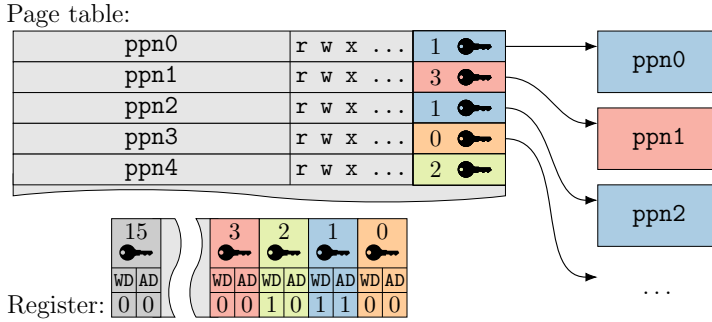 Page table:
ppn0 r w x ... 1 ppn0
ppn1 r w x ... 3
ppn2 r w x ... 1 ppn1
ppn3 r w x ... 0
ppn4 r w x ... 2 ppn2
15 3 2 1 0
WD AD WD AD WD AD WD AD WD AD
Register: 0 0 0 0 1 0 1 1 0 0
...